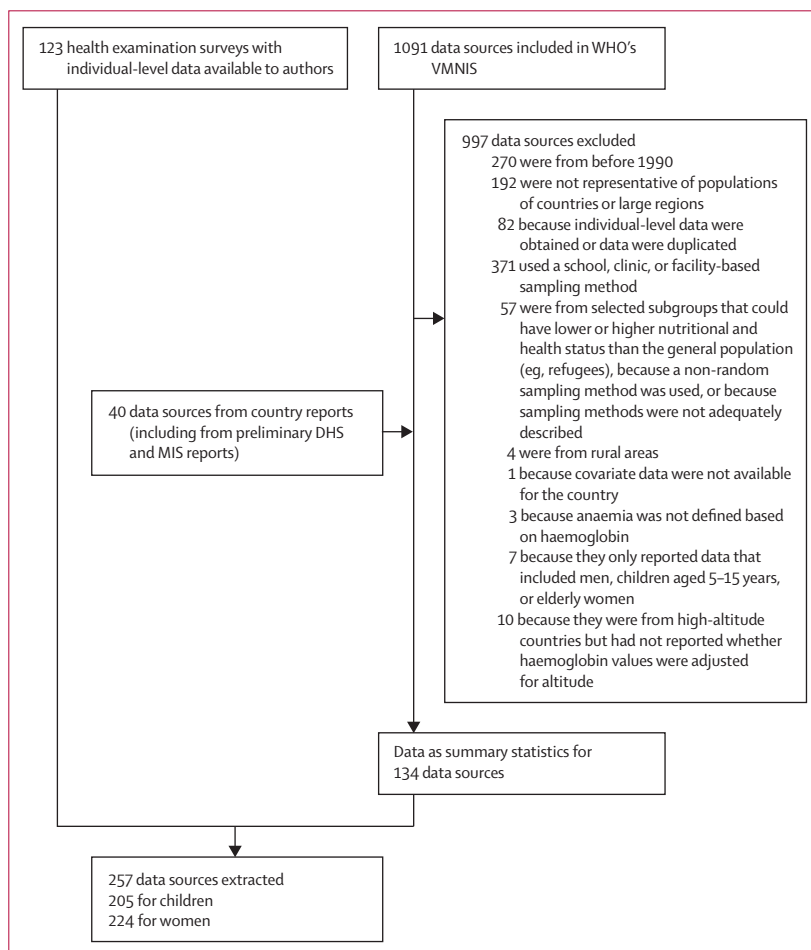 123 health examination surveys with
individual-level data available to authors
1091 data sources included in WHO's
VMNIS
997 data sources excluded
270 were from before 1990
192 were not representative of populations
of countries or large regions
82 because individual-level data were
obtained or data were duplicated
371 used a school, clinic, or facility-based
sampling method
57 were from selected subgroups that could
have lower or higher nutritional and
health status than the general population
(eg, refugees), because a non-random
sampling method was used, or because
sampling methods were not adequately
described
4 were from rural areas
1 because covariate data were not available
for the country
3 because anaemia was not defined based
on haemoglobin
7 because they only reported data that
included men, children aged 5–15 years,
or elderly women
10 because they were from high-altitude
countries but had not reported whether
haemoglobin values were adjusted
for altitude
40 data sources from country reports
(including from preliminary DHS
and MIS reports)
Data as summary statistics for
134 data sources
257 data sources extracted
205 for children
224 for women